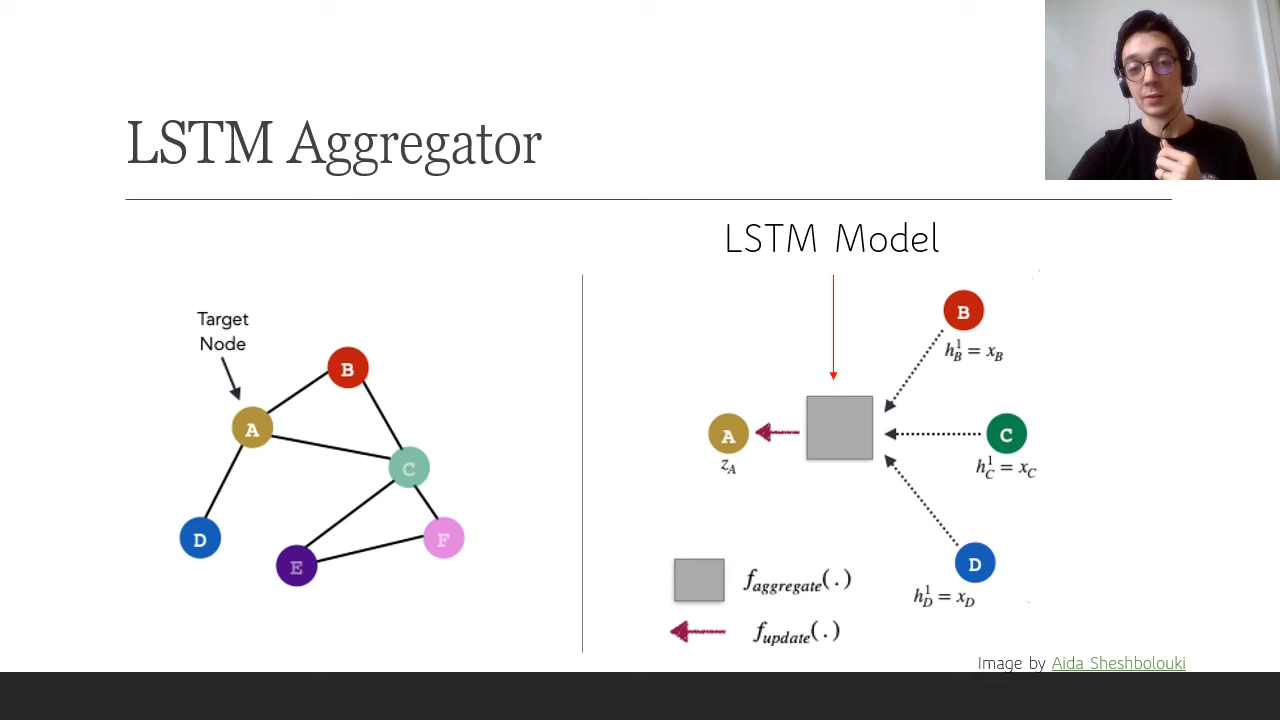 LSTM Aggregator
LSTM Model
Target
Node
A
B
C
D
E
F
B
h_B^1 = x_B
A
z_A
C
h_C^1 = x_C
D
h_D^1 = x_D
f_aggregate(.)
f_update(.)
Image by Aida Sheshbolouki